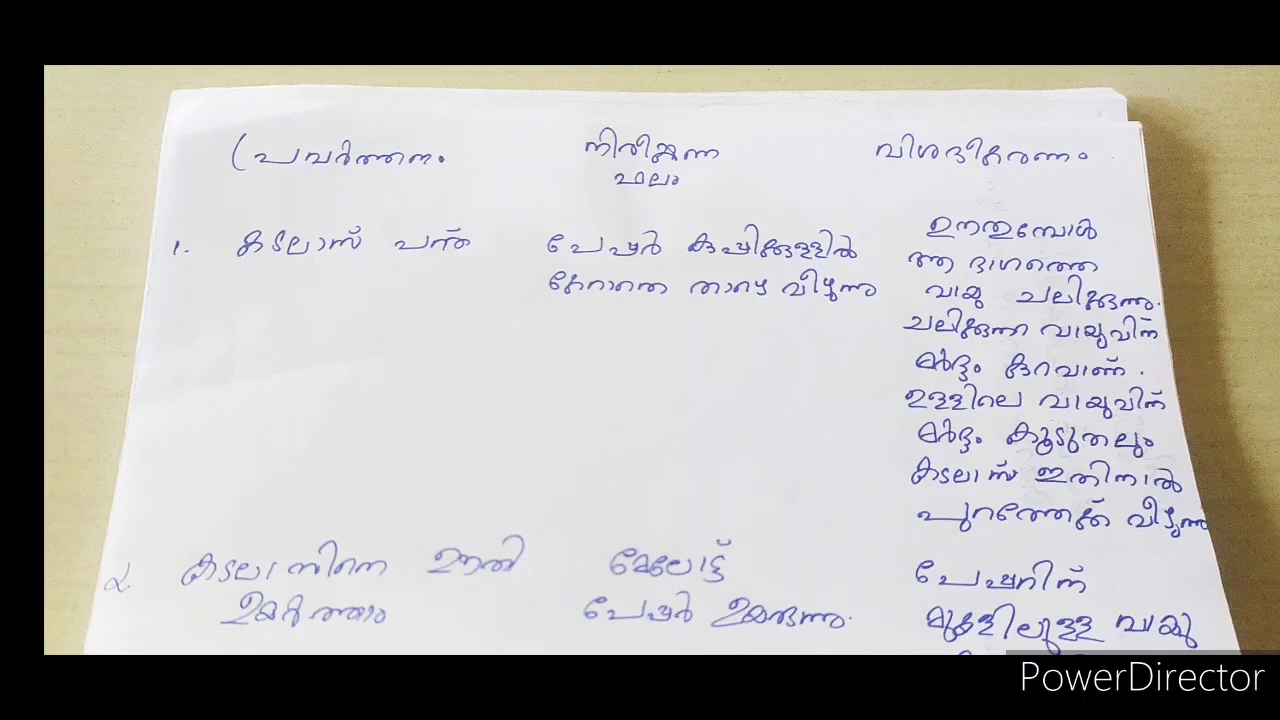 പ്രവർത്തനം
നിരീക്ഷണ
ഫലം
വിശദീകരണം
1. കടലാസ് പന്ത്
പേപ്പർ കുപ്പിക്കുള്ളിൽ
കേറാതെ താഴെ വീഴുന്നു
ഊതുമ്പോൾ
ആ ഭാഗത്തെ
വായു ചലിക്കുന്നു.
ചലിക്കുന്ന വായുവിന്
മർദ്ദം കുറവാണ്.
ഉള്ളിലെ വായുവിന്
മർദ്ദം കൂടുതലും
കടലാസ് ഇതിനാൽ
പുറത്തേക്ക് വീഴുന്നു
2. കടലാസിനെ ഊതി
ഉയർത്താം
മേലോട്ട്
പേപ്പർ ഉയരുന്നു.
പേപ്പറിന്
മുകളിലുള്ള വായു
PowerDirector